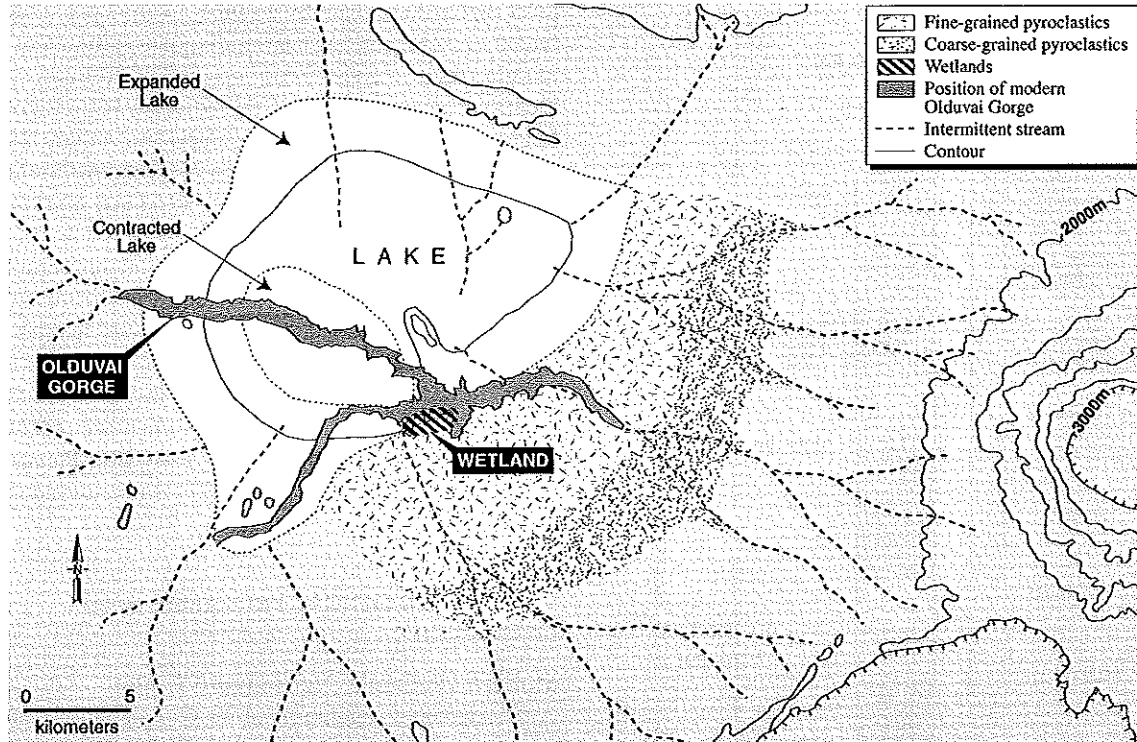 Fine-grained pyroclastics
Coarse-grained pyroclastics
Wetlands
Position of modern
Olduvai Gorge
Intermittent stream
Contour
Expanded
Lake
Contracted
Lake
LAKE
2000m
3000m
OLDUVAI
GORGE
WETLAND
N
0 5
kilometers